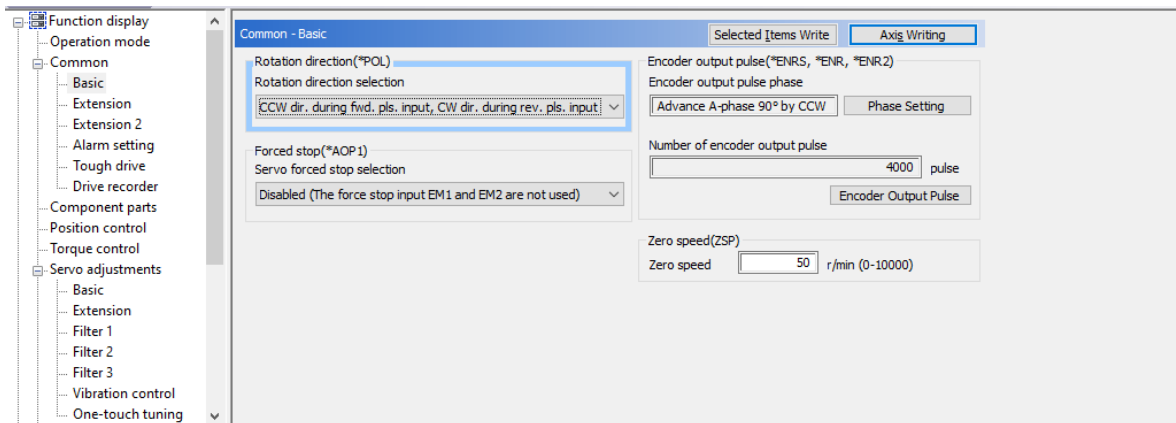 Function display
Operation mode
Common
Basic
Extension
Extension 2
Alarm setting
Tough drive
Drive recorder
Component parts
Position control
Torque control
Servo adjustments
Basic
Extension
Filter 1
Filter 2
Filter 3
Vibration control
One-touch tuning
Common - Basic
Selected Items Write
Axis Writing
Rotation direction(*POL)
Rotation direction selection
CCW dir. during fwd. pls. input, CW dir. during rev. pls. input
Forced stop(*AOP1)
Servo forced stop selection
Disabled (The force stop input EM1 and EM2 are not used)
Encoder output pulse(*ENRS, *ENR, *ENR2)
Encoder output pulse phase
Advance A-phase 90° by CCW
Phase Setting
Number of encoder output pulse
4000 pulse
Encoder Output Pulse
Zero speed(ZSP)
Zero speed 50 r/min (0-10000)